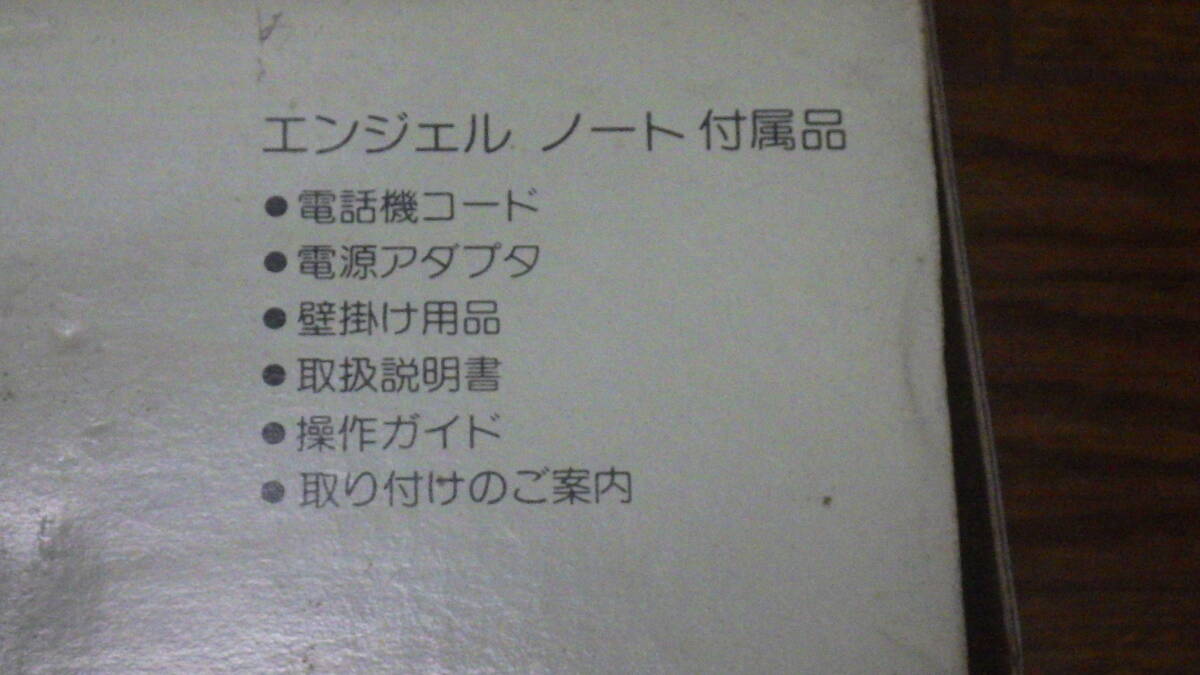 エンジェル ノート 付属品
●電話機コード
●電源アダプタ
●壁掛け用品
●取扱説明書
●操作ガイド
●取り付けのご案内